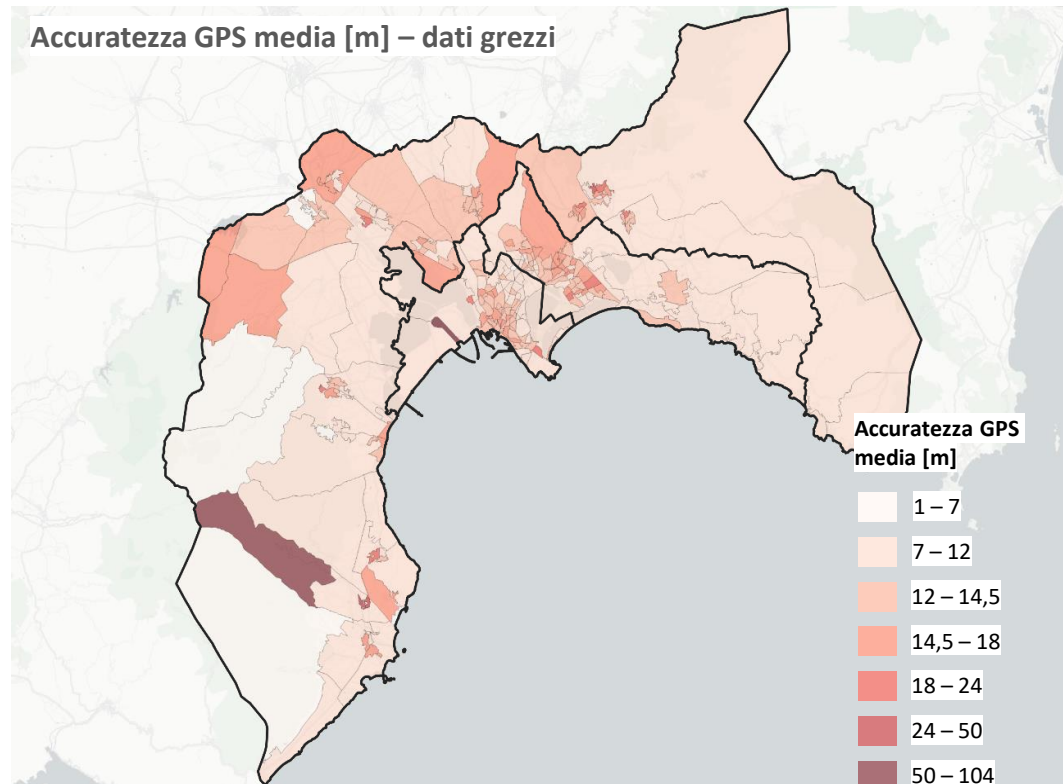 Accuratezza GPS media [m] – dati grezzi
Accuratezza GPS
media [m]
1 – 7
7 – 12
12 – 14,5
14,5 – 18
18 – 24
24 – 50
50 – 104